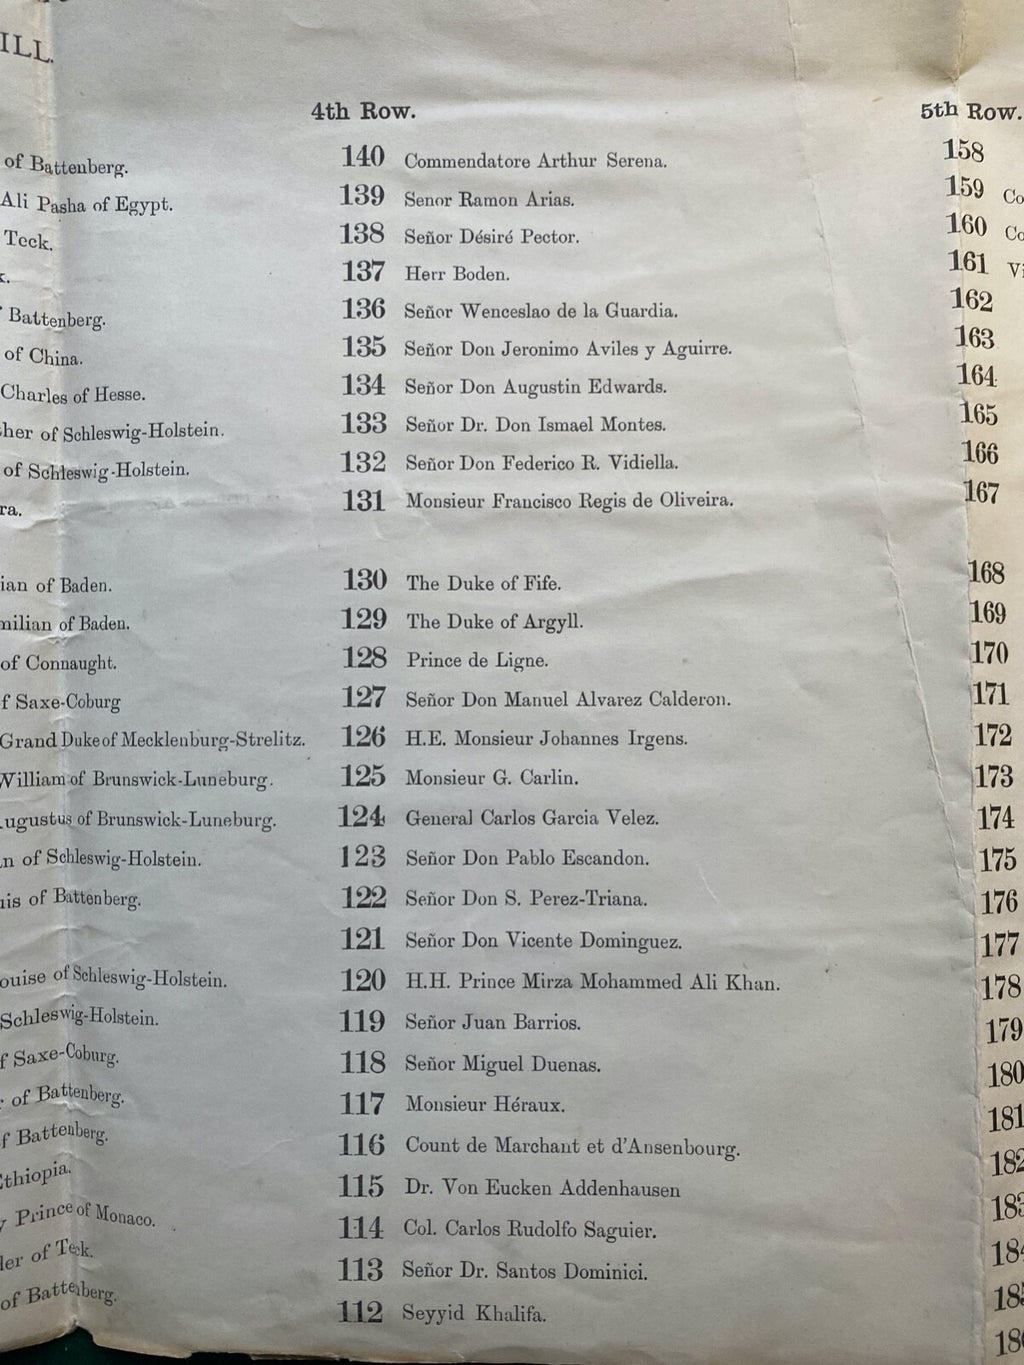 ILL.
of Battenberg.
Ali Pasha of Egypt.
Teck.
Battenberg.
of China.
Charles of Hesse.
of Schleswig-Holstein.
of Schleswig-Holstein.
of Baden.
of Baden.
of Connaught.
Saxe-Coburg
Grand Duke of Mecklenburg-Strelitz.
William of Brunswick-Luneburg.
of Brunswick-Luneburg.
of Schleswig-Holstein.
of Battenberg.
of Schleswig-Holstein.
Schleswig-Holstein.
Saxe-Coburg.
of Battenberg.
Battenberg.
Ethiopia.
Prince of Monaco.
of Teck.
of Battenberg.
4th Row.
140 Commendatore Arthur Serena.
139 Senor Ramon Arias.
138 Señor Désiré Pector.
137 Herr Boden.
136 Señor Wenceslao de la Guardia.
135 Señor Don Jeronimo Aviles y Aguirre.
134 Señor Don Augustin Edwards.
133 Señor Dr. Don Ismael Montes.
132 Señor Don Federico R. Vidiella.
131 Monsieur Francisco Regis de Oliveira.
130 The Duke of Fife.
129 The Duke of Argyll.
128 Prince de Ligne.
127 Señor Don Manuel Alvarez Calderon.
126 H.E. Monsieur Johannes Irgens.
125 Monsieur G. Carlin.
124 General Carlos Garcia Velez.
123 Señor Don Pablo Escandon.
122 Señor Don S. Perez-Triana.
121 Señor Don Vicente Dominguez.
120 H.H. Prince Mirza Mohammed Ali Khan.
119 Señor Juan Barrios.
118 Señor Miguel Duenas.
117 Monsieur Héraux.
116 Count de Marchant et d'Ansenbourg.
115 Dr. Von Eucken Addenhausen
114 Col. Carlos Rudolfo Saguier.
113 Señor Dr. Santos Dominici.
112 Seyyid Khalifa.
5th Row.
158
159 Co
160 Co
161 Vi
162
163
164
165
166
167
168
169
170
171
172
173
174
175
176
177
178
179
180
181
182
183
184
185